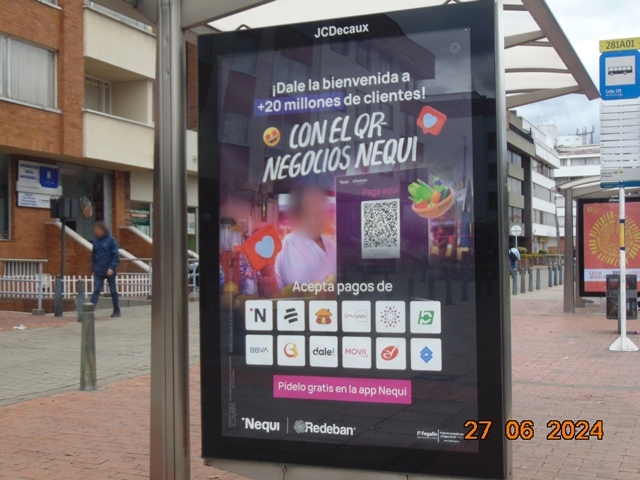 JCDecaux
¡Dale la bienvenida a
+20 millones de clientes!
CON EL QR
NEGOCIOS NEQUI
Paga aquí
Acepta pagos de
N
BBVA
dale!
MOVII
Pídelo gratis en la app Nequi
Nequi
Redeban
Fogafín
281A01
27 06 2024